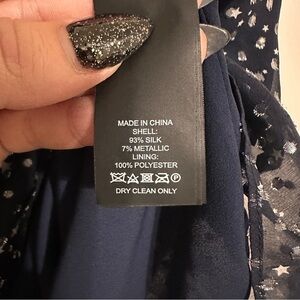 MADE IN CHINA
SHELL:
93% SILK
7% METALLIC
LINING:
100% POLYESTER
DRY CLEAN ONLY